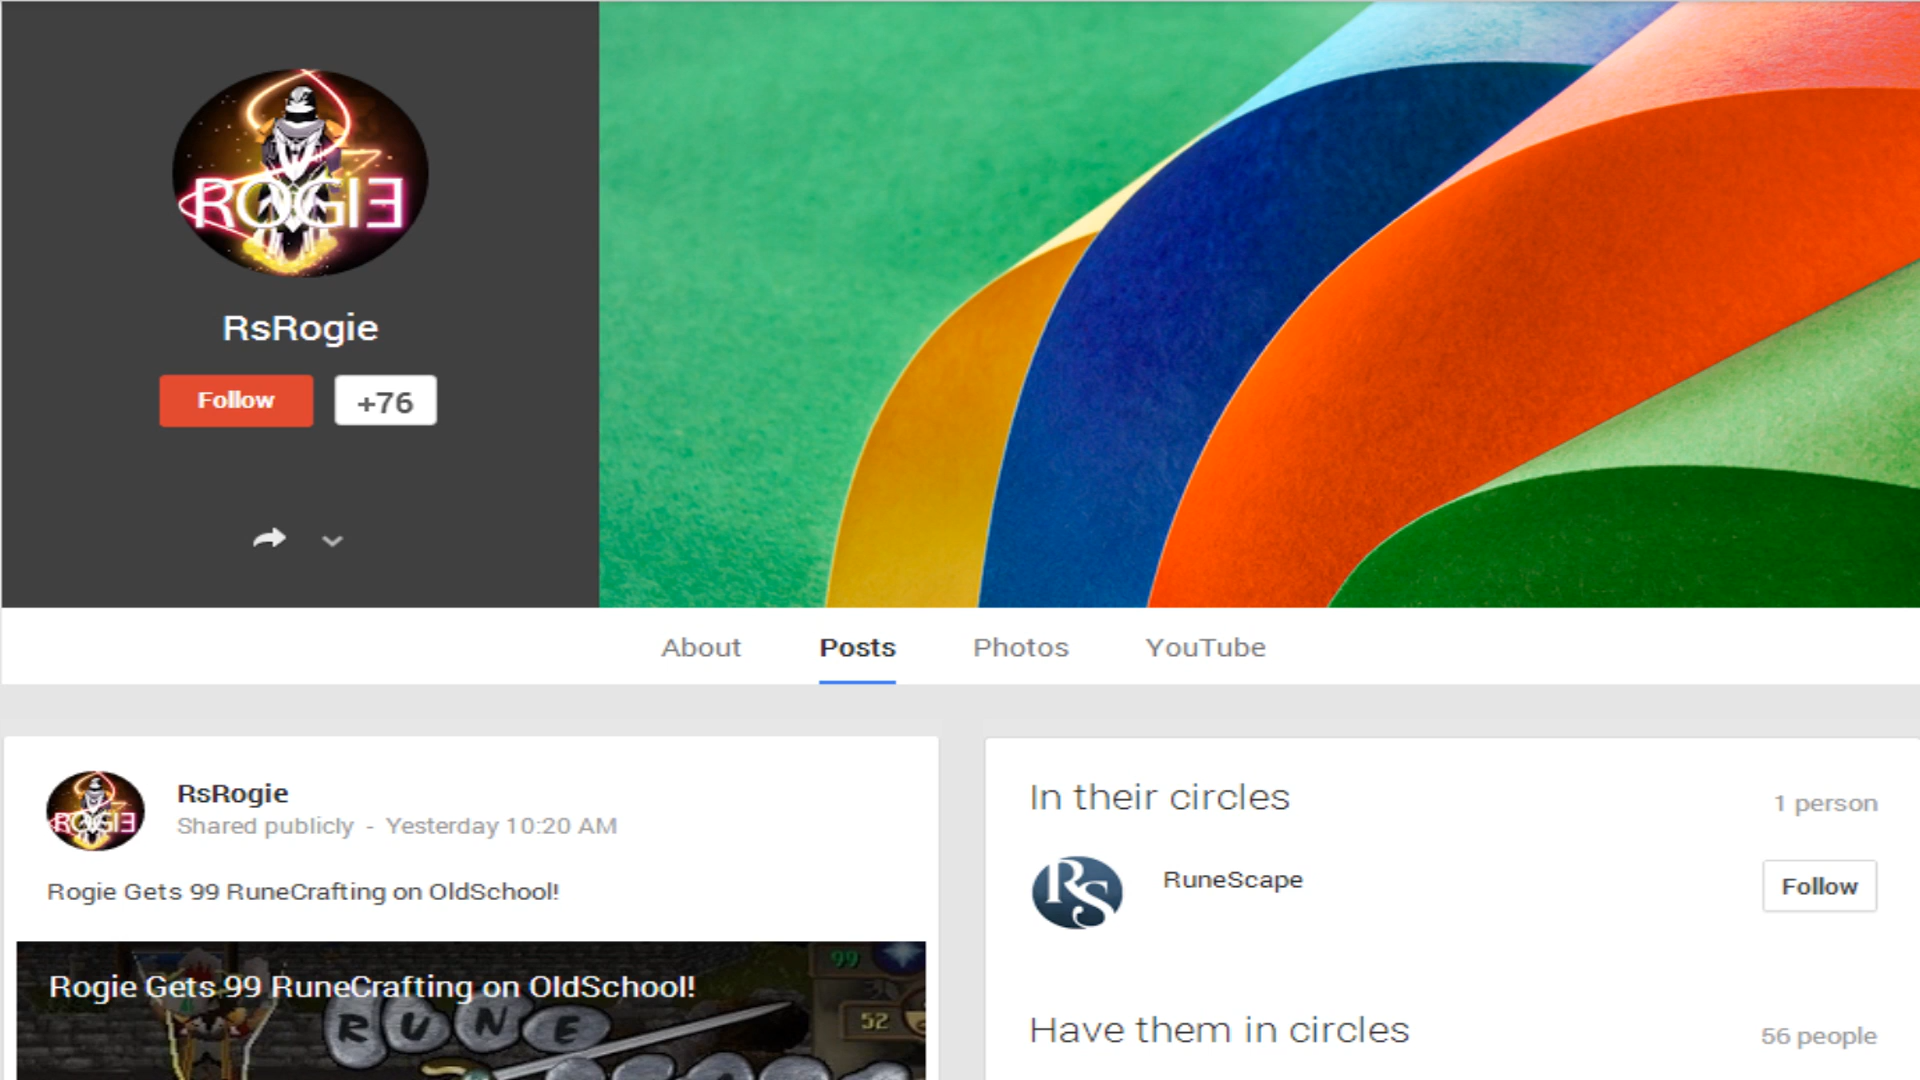 ROGIE
RsRogie
Follow
+76
About
Posts
Photos
YouTube
RsRogie
Shared publicly - Yesterday 10:20 AM
Rogie Gets 99 RuneCrafting on OldSchool!
Rogie Gets 99 RuneCrafting on OldSchool!
99
RUNE
52
In their circles
1 person
RS
RuneScape
Follow
Have them in circles
56 people